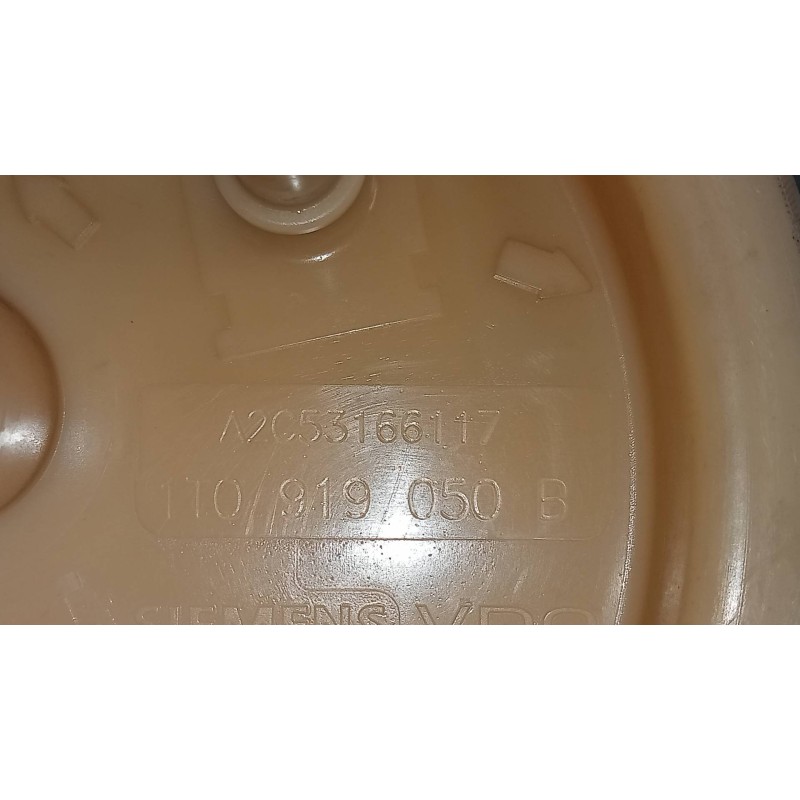 A2C53166117
1T0 919 050 B
SIEMENS VDO